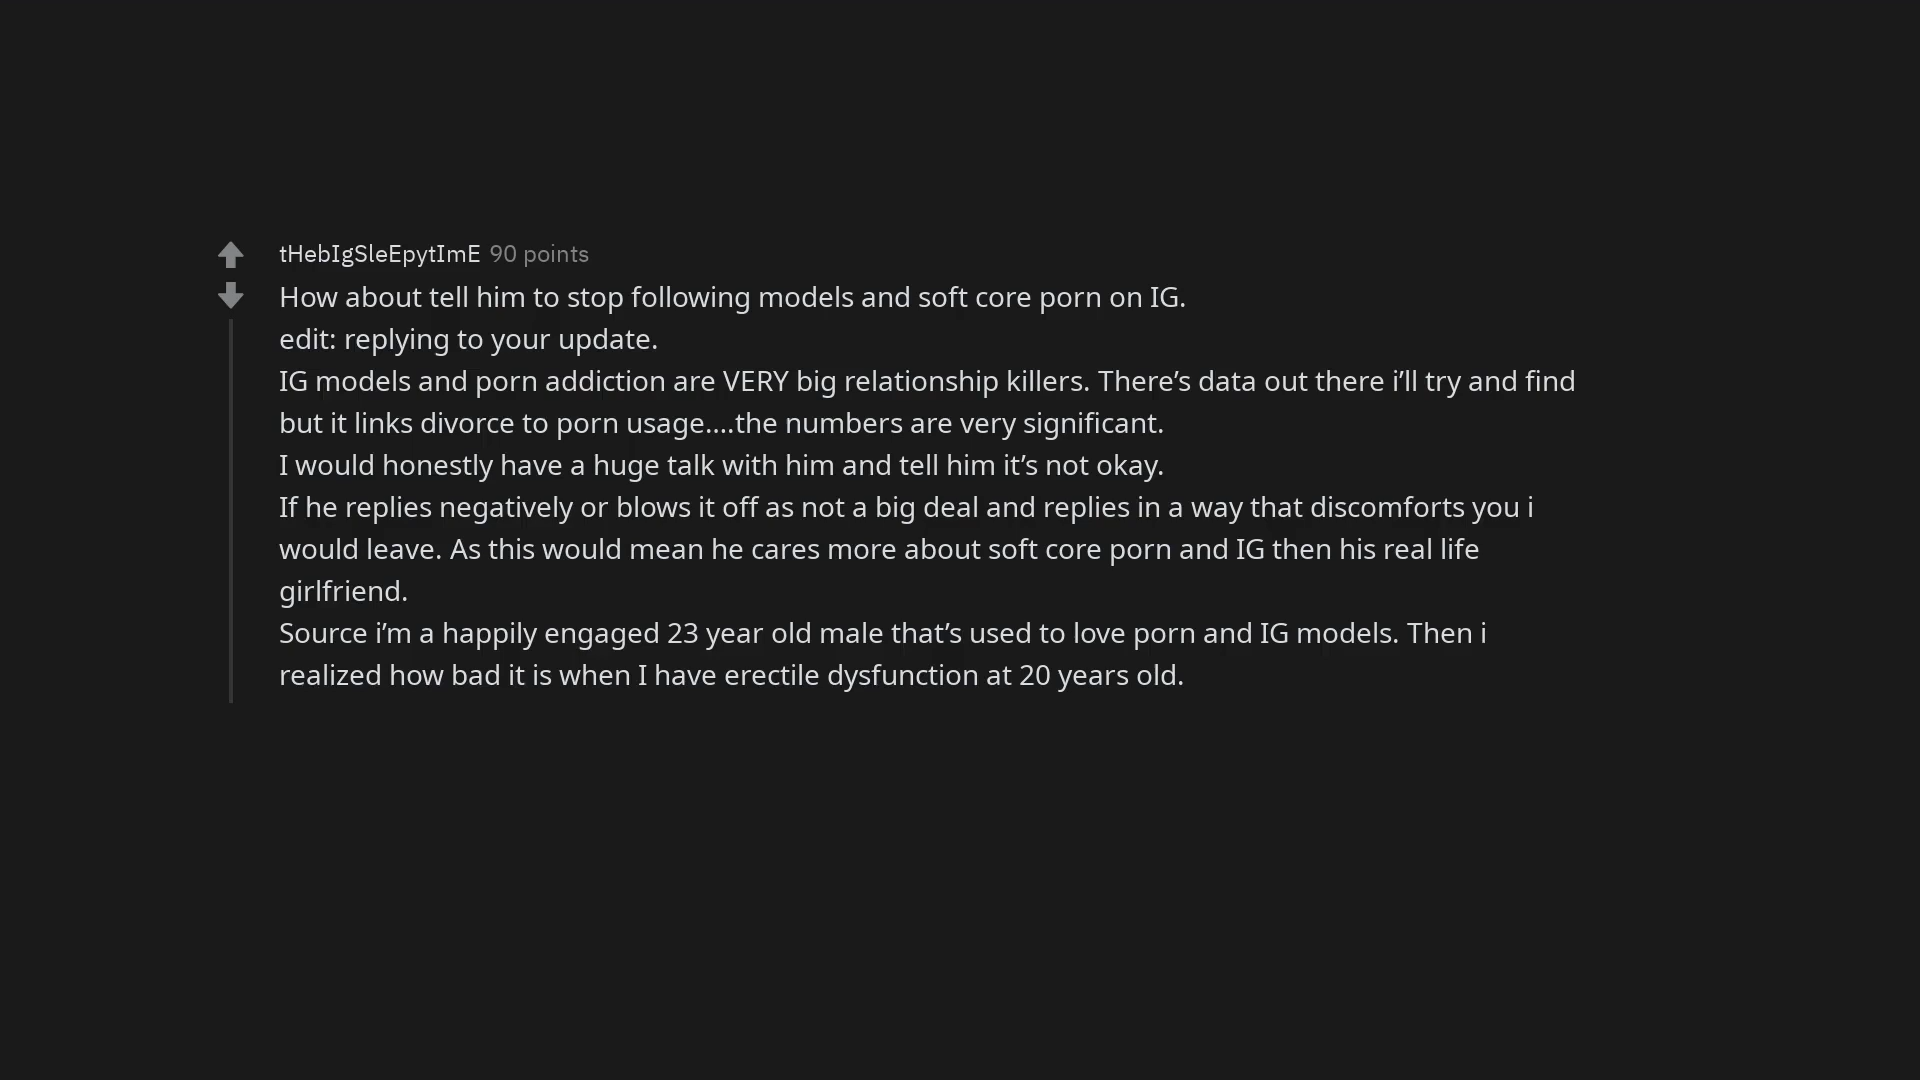 tHebIgSleEpytImE 90 points
How about tell him to stop following models and soft core porn on IG.
edit: replying to your update.
IG models and porn addiction are VERY big relationship killers. There’s data out there i’ll try and find
but it links divorce to porn usage....the numbers are very significant.
I would honestly have a huge talk with him and tell him it’s not okay.
If he replies negatively or blows it off as not a big deal and replies in a way that discomforts you i
would leave. As this would mean he cares more about soft core porn and IG then his real life
girlfriend.
Source i’m a happily engaged 23 year old male that’s used to love porn and IG models. Then i
realized how bad it is when I have erectile dysfunction at 20 years old.